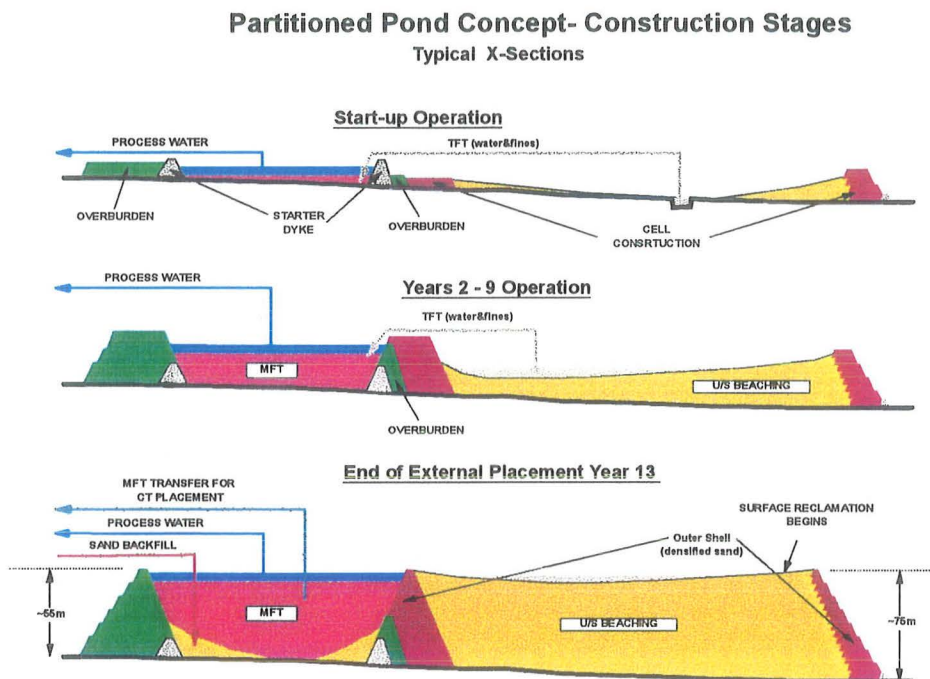 Partitioned Pond Concept- Construction Stages
Typical X-Sections
Start-up Operation
PROCESS WATER
TFT (water&fines)
OVERBURDEN
STARTER
DYKE
OVERBURDEN
CELL
CONSRTUCTION
Years 2 - 9 Operation
PROCESS WATER
TFT (water&fines)
MFT
U/S BEACHING
OVERBURDEN
End of External Placement Year 13
MFT TRANSFER FOR
CT PLACEMENT
PROCESS WATER
SAND BACKFILL
SURFACE RECLAMATION
BEGINS
Outer Shell
(densified sand)
~55m
MFT
U/S BEACHING
~75m